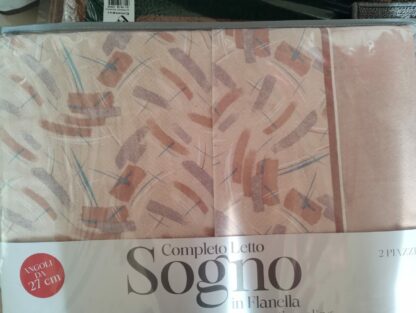 Completo Letto
Sogno
in Flanella
2 PIAZZE
ANGOLI
DA
27 cm